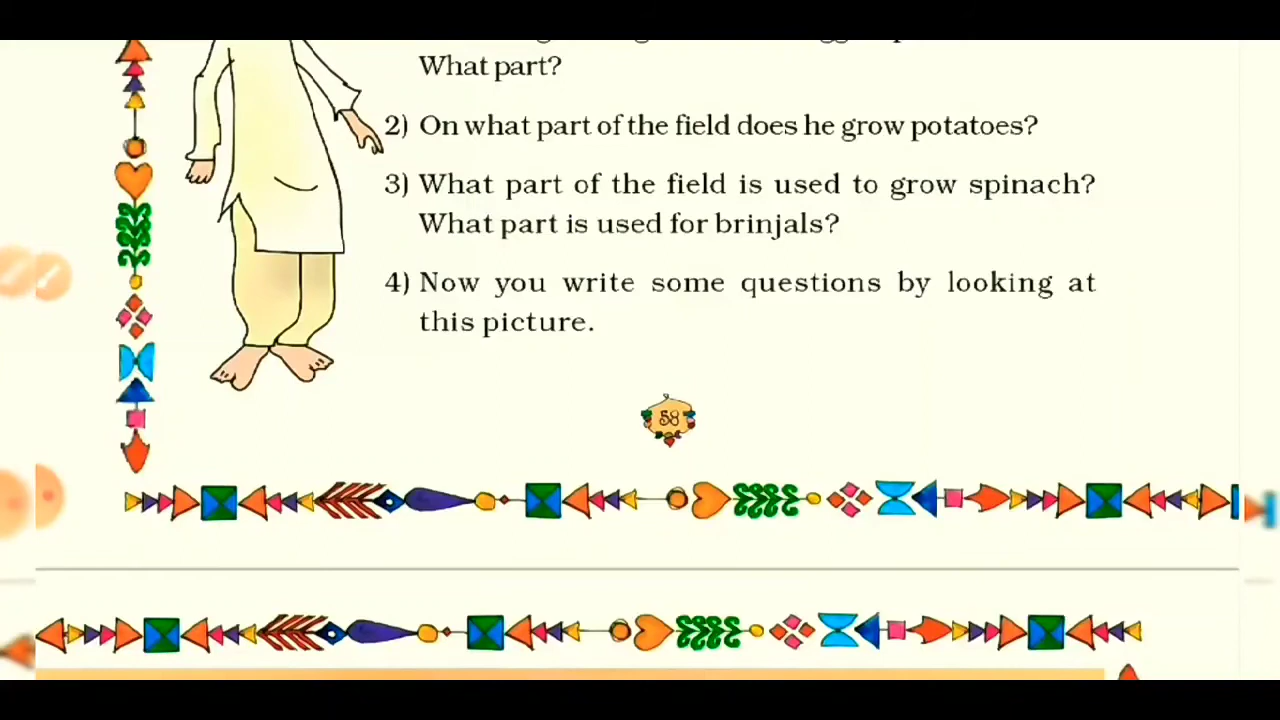 What part?
2) On what part of the field does he grow potatoes?
3) What part of the field is used to grow spinach?
What part is used for brinjals?
4) Now you write some questions by looking at
this picture.
58